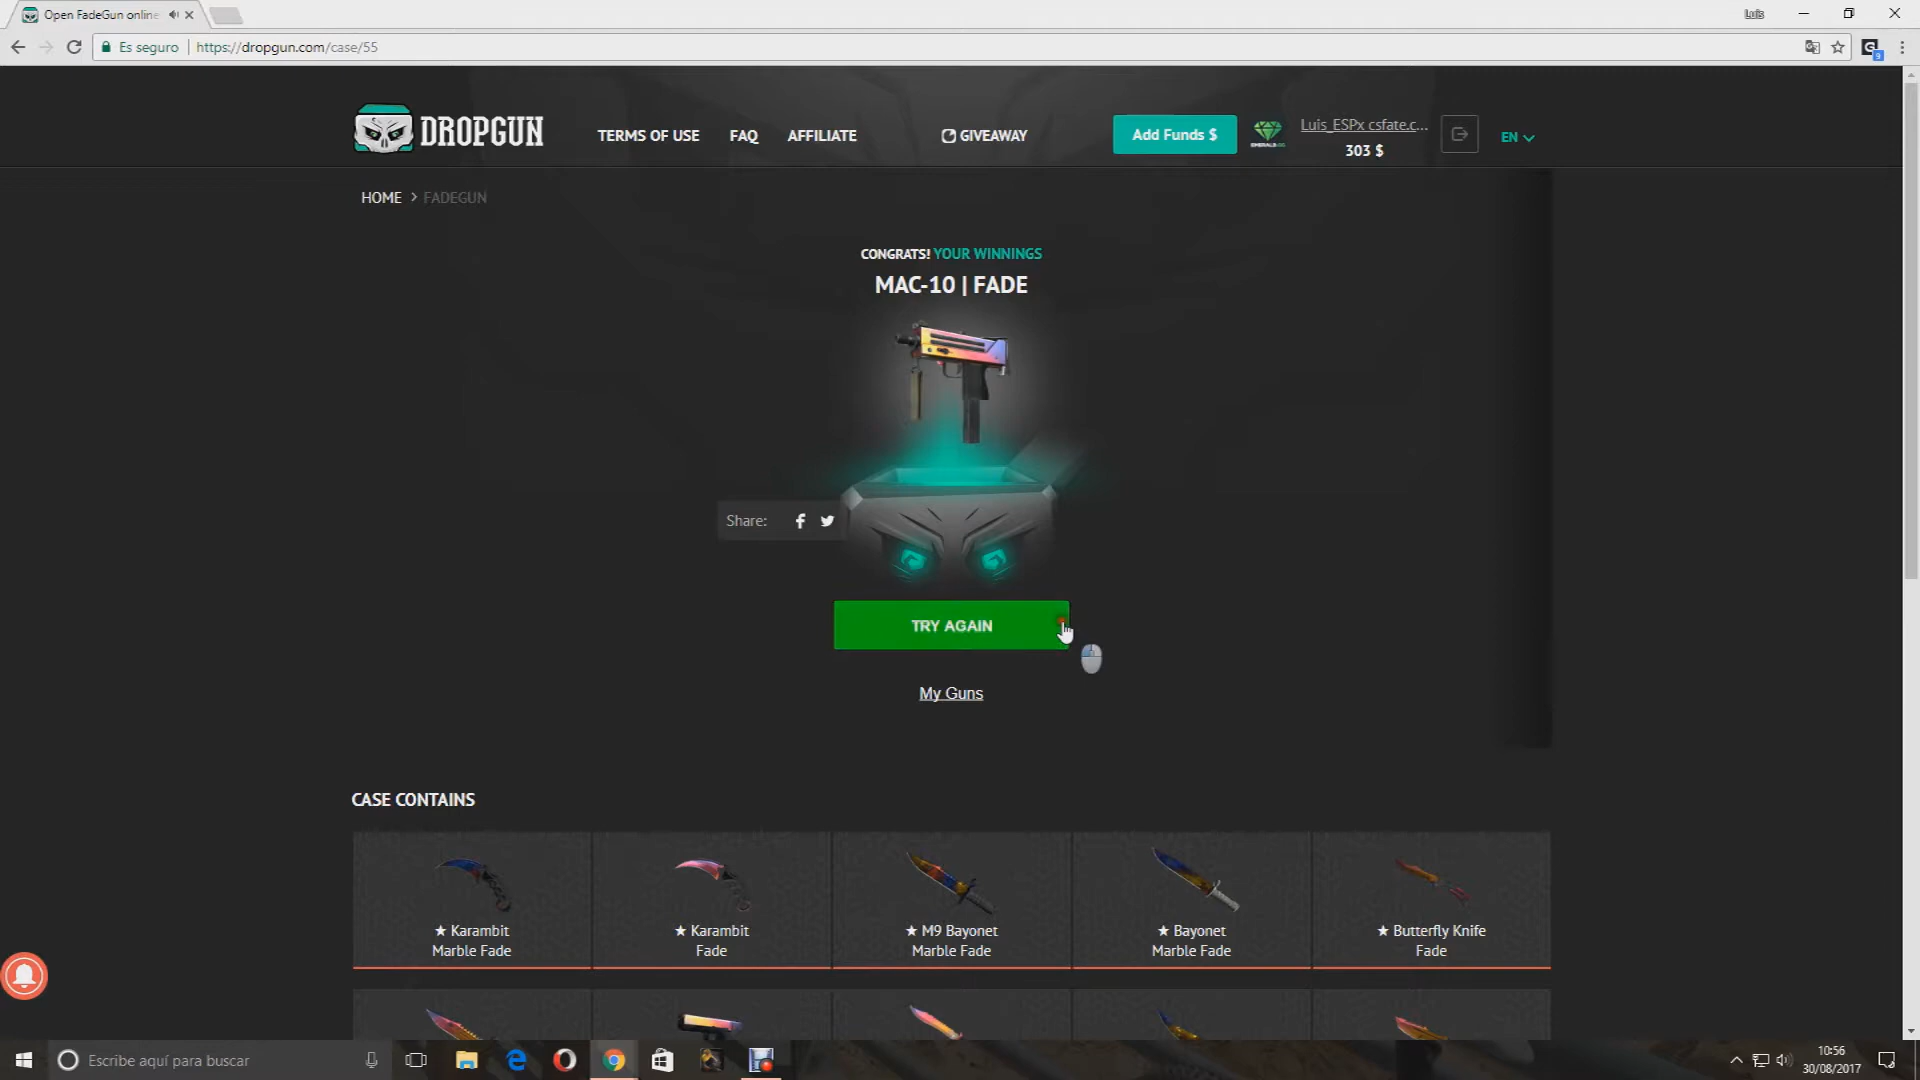 Open FadeGun online
Luis
Es seguro
https://dropgun.com/case/55
DROPGUN
TERMS OF USE
FAQ
AFFILIATE
GIVEAWAY
Add Funds $
Luis_ESPx csfate.c...
303 $
EN
HOME > FADEGUN
CONGRATS! YOUR WINNINGS
MAC-10 | FADE
Share:
TRY AGAIN
My Guns
CASE CONTAINS
★ Karambit
Marble Fade
★ Karambit
Fade
★ M9 Bayonet
Marble Fade
★ Bayonet
Marble Fade
★ Butterfly Knife
Fade
Escribe aquí para buscar
10:56
30/08/2017